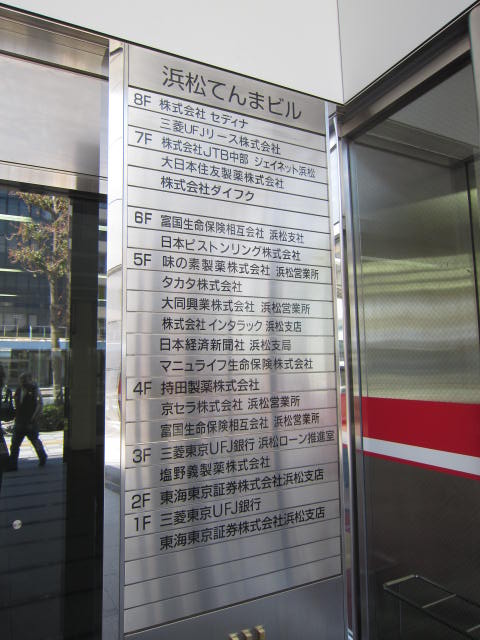 浜松てんまビル
8F 株式会社 セディナ
三菱UFJリース株式会社
7F 株式会社JTB中部 ジェイネット浜松
大日本住友製薬株式会社
株式会社ダイフク
6F 富国生命保険相互会社 浜松支社
日本ピストンリング株式会社
5F 味の素製薬株式会社 浜松営業所
タカタ株式会社
大同興業株式会社 浜松営業所
株式会社インタラック 浜松支店
日本経済新聞社 浜松支局
マニュライフ生命保険株式会社
4F 持田製薬株式会社
京セラ株式会社 浜松営業所
富国生命保険相互会社 浜松営業所
3F 三菱東京UFJ銀行 浜松ローン推進室
塩野義製薬株式会社
2F 東海東京証券株式会社浜松支店
1F 三菱東京UFJ銀行
東海東京証券株式会社浜松支店